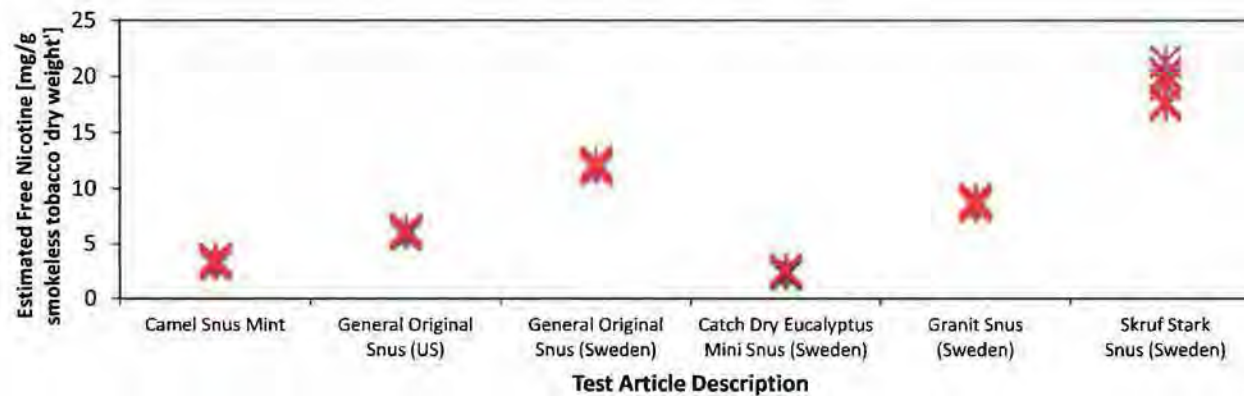 Estimated Free Nicotine [mg/g
smokeless tobacco 'dry weight']
25
20
15
10
5
0
Camel Snus Mint
General Original
Snus (US)
General Original
Snus (Sweden)
Catch Dry Eucalyptus
Mini Snus (Sweden)
Granit Snus
(Sweden)
Skruf Stark
Snus (Sweden)
Test Article Description